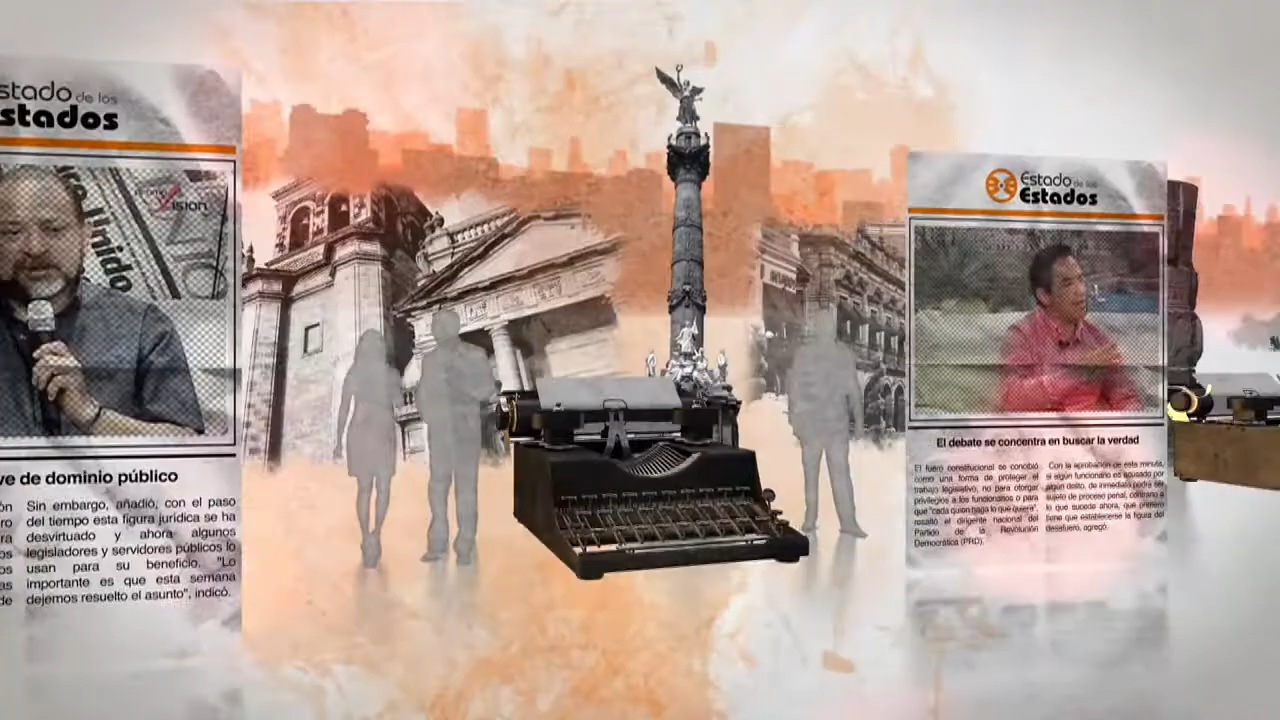 stado de los
stados
Unido
Visión
ve de dominio público
Sin embargo, añadió, con el paso
del tiempo esta figura jurídica se ha
desvirtuado y ahora algunos
legisladores y servidores públicos lo
usan para su beneficio. "Lo
importante es que esta semana
dejemos resuelto el asunto", indicó.
Estado de los
Estados
El debate se concentra en buscar la verdad
El fuero constitucional se concibió
como una forma de proteger el
trabajo legislativo, no para otorgar
privilegios a los funcionarios o para
que "cada quien haga lo que quiera",
resaltó el dirigente nacional del
Partido de la Revolución
Democrática (PRD).
Con la aprobación de esta minuta,
si algún funcionario es acusado por
algún delito, de inmediato podrá ser
sujeto de proceso penal, contrario a
lo que sucede ahora, que primero
tiene que establecerse la figura del
desafuero, agregó.